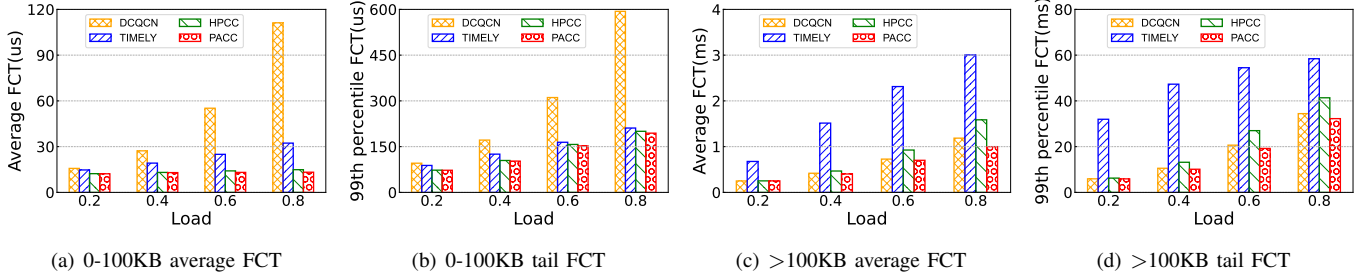 Average FCT(us)
120
90
60
30
0
DCQCN
TIMELY
HPCC
PACC
0.2
0.4
0.6
0.8
Load
(a) 0-100KB average FCT
99th percentile FCT(us)
600
450
300
150
0
DCQCN
TIMELY
HPCC
PACC
0.2
0.4
0.6
0.8
Load
(b) 0-100KB tail FCT
Average FCT(ms)
4
3
2
1
0
DCQCN
TIMELY
HPCC
PACC
0.2
0.4
0.6
0.8
Load
(c) >100KB average FCT
99th percentile FCT(ms)
80
60
40
20
0
DCQCN
TIMELY
HPCC
PACC
0.2
0.4
0.6
0.8
Load
(d) >100KB tail FCT